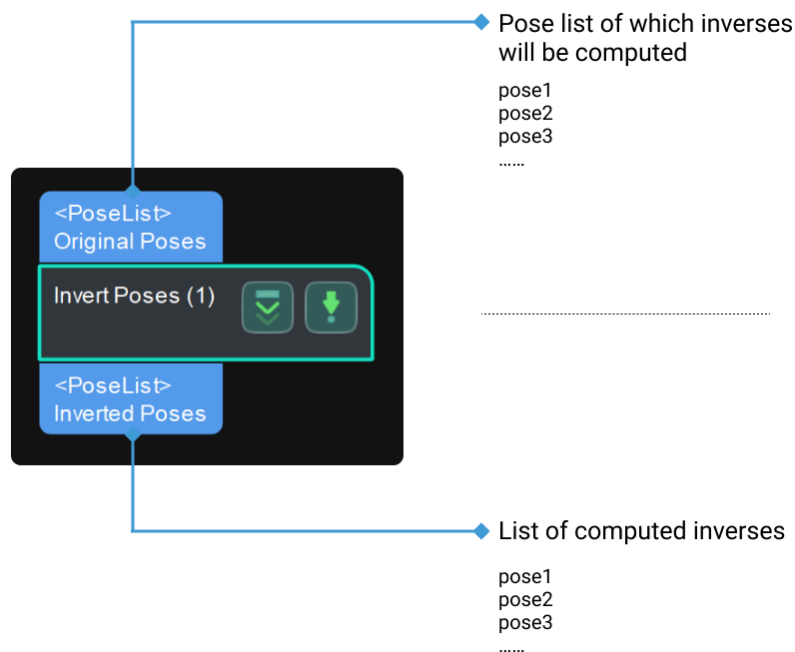 Pose list of which inverses
will be computed
pose1
pose2
pose3
......
<PoseList>
Original Poses
Invert Poses (1)
<PoseList>
Inverted Poses
List of computed inverses
pose1
pose2
pose3
......